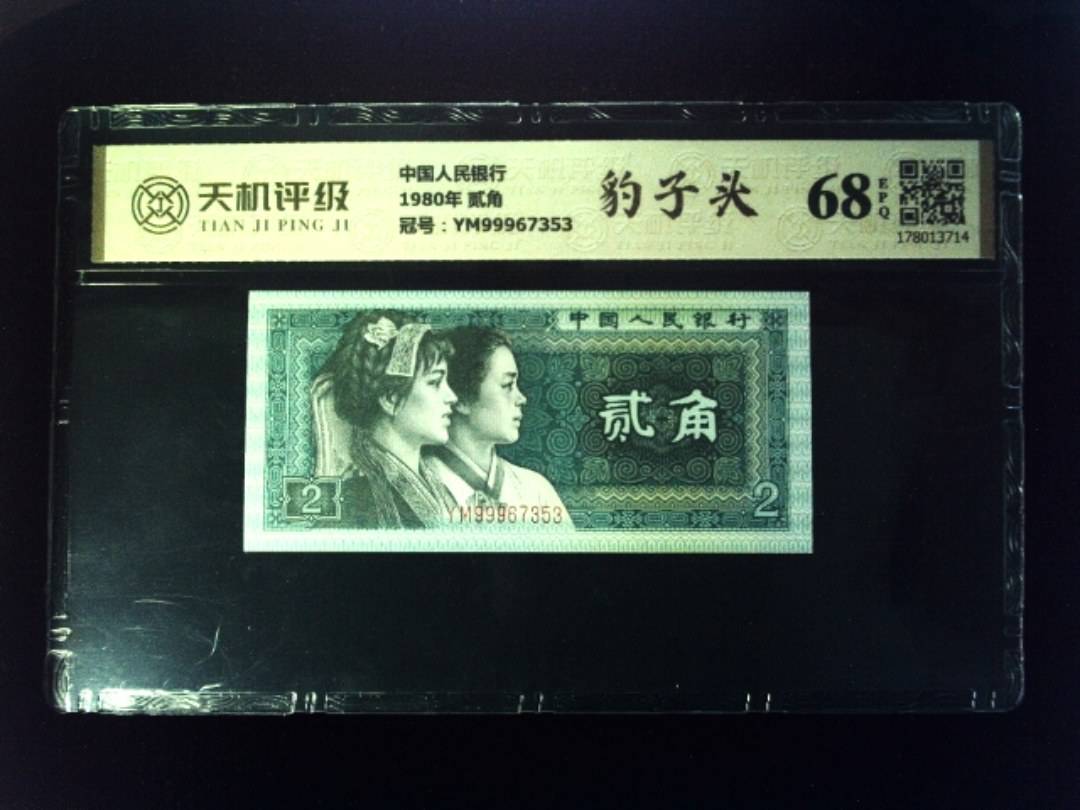 天机评级
TIAN JI PING JI
中国人民银行
1980年 贰角
冠号：YM99967353
豹子头
68
EPQ
178013714
中国人民银行
贰角
2
2
YM99967353